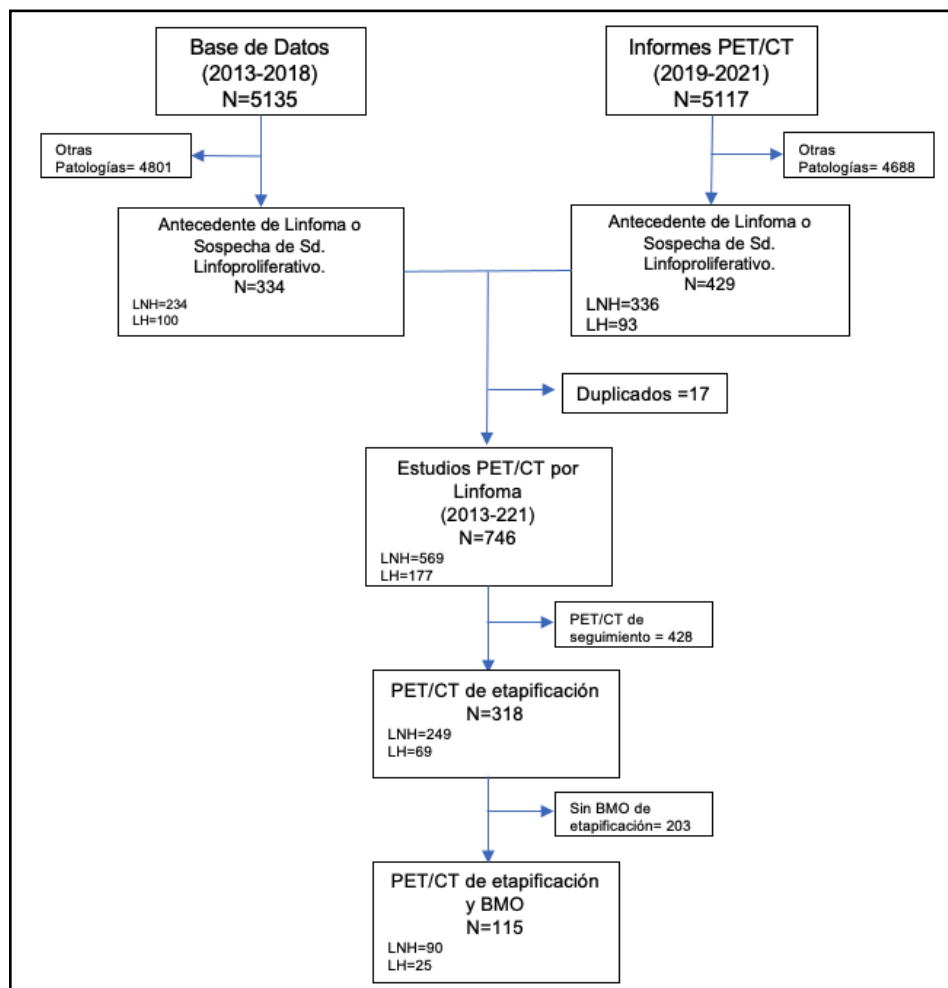 Base de Datos
(2013-2018)
N=5135
Informes PET/CT
(2019-2021)
N=5117
Otras
Patologías= 4801
Otras
Patologías= 4688
Antecedente de Linfoma o
Sospecha de Sd.
Linfoproliferativo.
N=334
LNH=234
LH=100
Antecedente de Linfoma o
Sospecha de Sd.
Linfoproliferativo.
N=429
LNH=336
LH=93
Duplicados =17
Estudios PET/CT por
Linfoma
(2013-221)
N=746
LNH=569
LH=177
PET/CT de
seguimiento = 428
PET/CT de etapificación
N=318
LNH=249
LH=69
Sin BMO de
etapificación= 203
PET/CT de etapificación
y BMO
N=115
LNH=90
LH=25